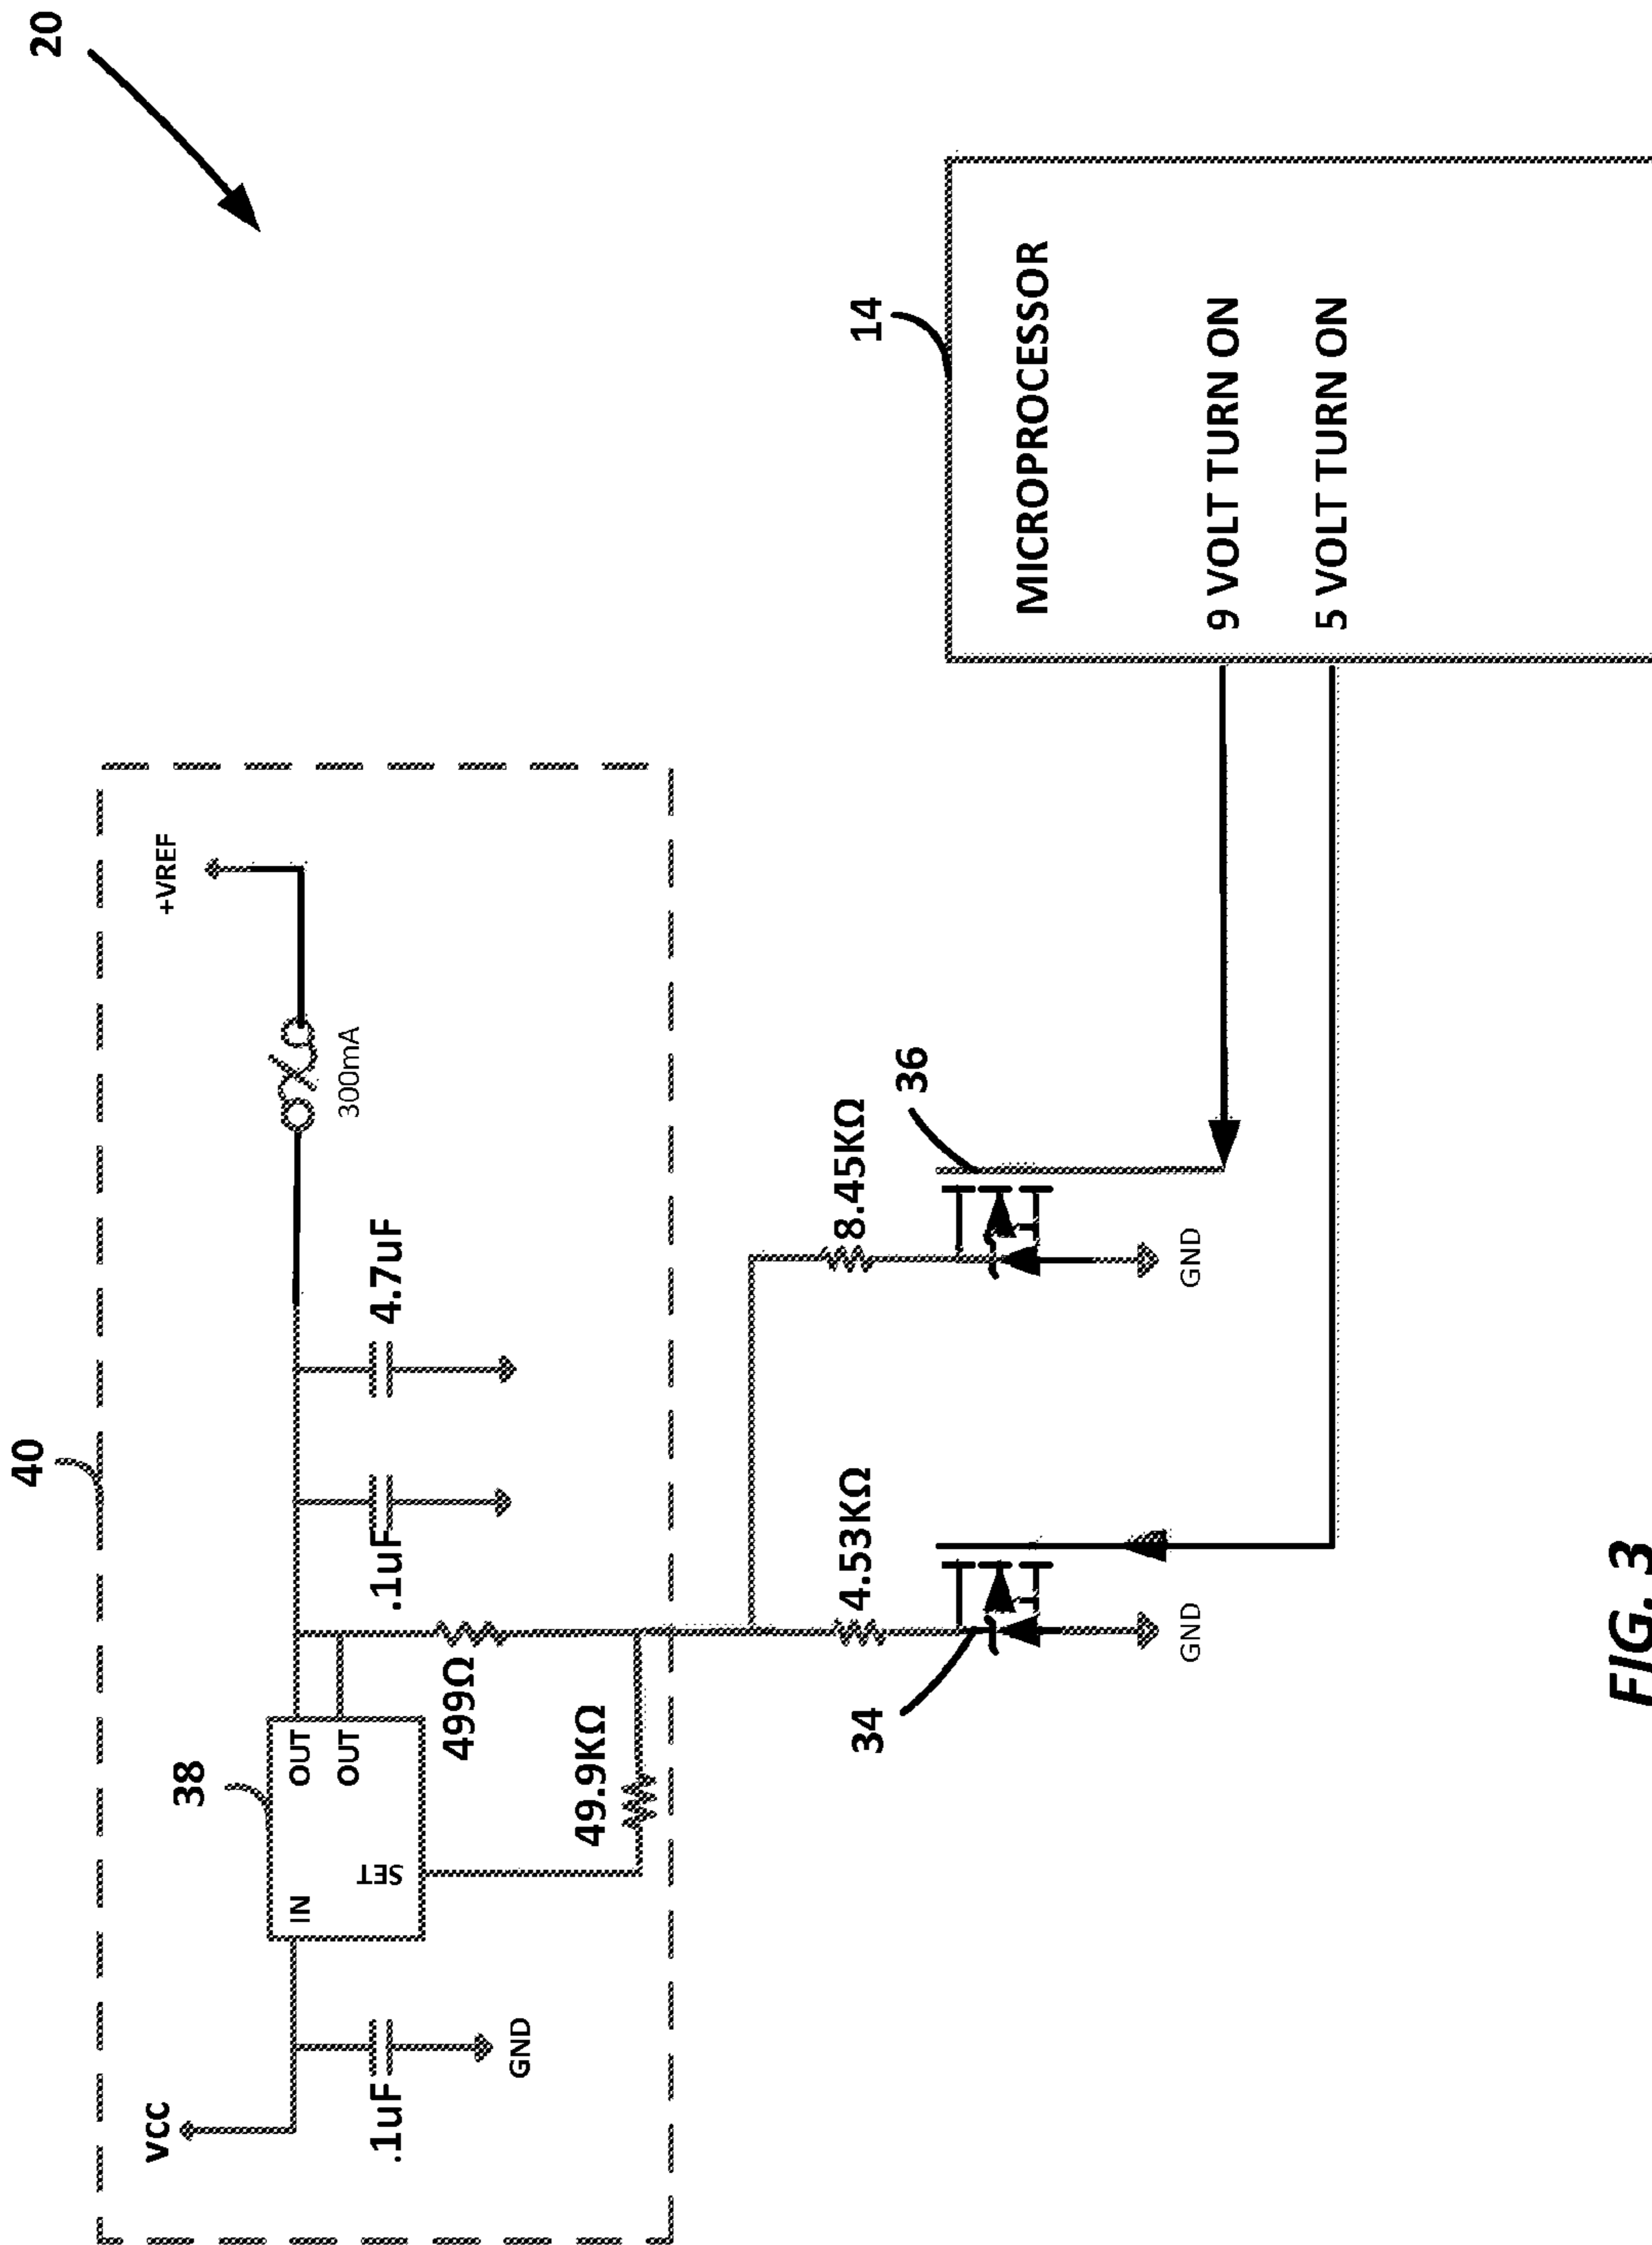 20
40
VCC
.1uF
GND
38
IN
SET
OUT
OUT
499Ω
49.9KΩ
.1uF
4.7uF
300mA
+VREF
4.53KΩ
34
GND
8.45KΩ
36
GND
14
MICROPROCESSOR
9 VOLT TURN ON
5 VOLT TURN ON
FIG. 3